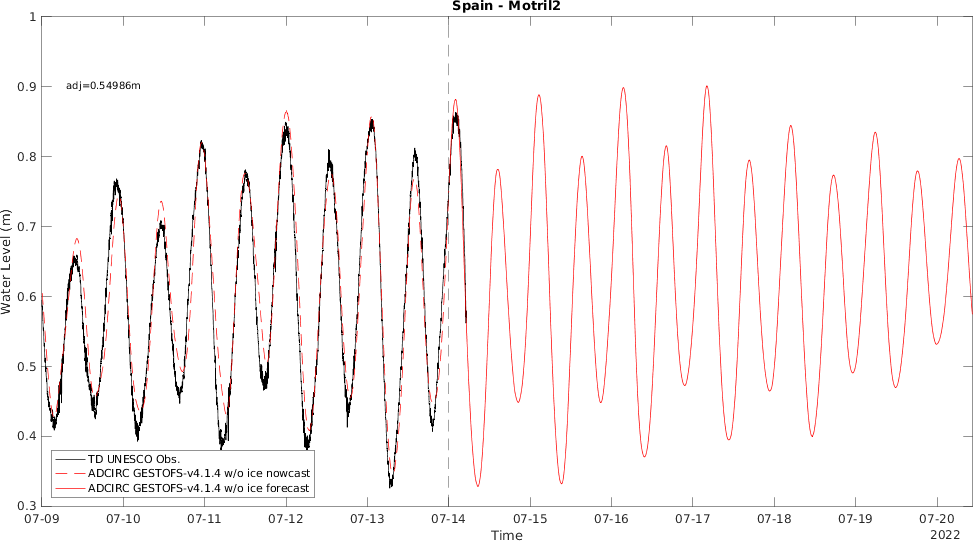 Spain - Motril2
1
0.9
0.8
0.7
0.6
0.5
0.4
0.3
Water Level (m)
adj=0.54986m
TD UNESCO Obs.
ADCIRC GESTOFS-v4.1.4 w/o ice nowcast
ADCIRC GESTOFS-v4.1.4 w/o ice forecast
07-09 07-10 07-11 07-12 07-13 07-14 07-15 07-16 07-17 07-18 07-19 07-20
Time
2022